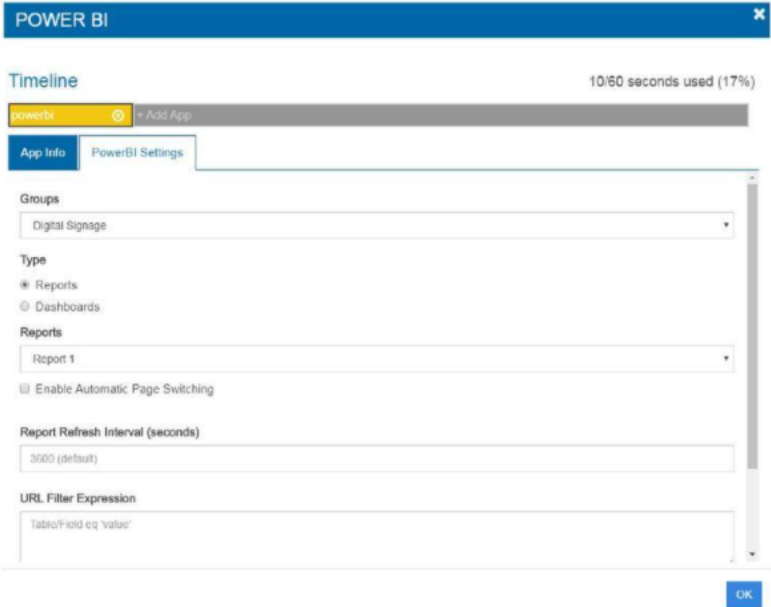 POWER BI
Timeline
10/60 seconds used (17%)
powerbi
+ Add App
App Info
PowerBI Settings
Groups
Digital Signage
Type
Reports
Dashboards
Reports
Report 1
Enable Automatic Page Switching
Report Refresh Interval (seconds)
3600 (default)
URL Filter Expression
Table/Field eq 'value'
OK